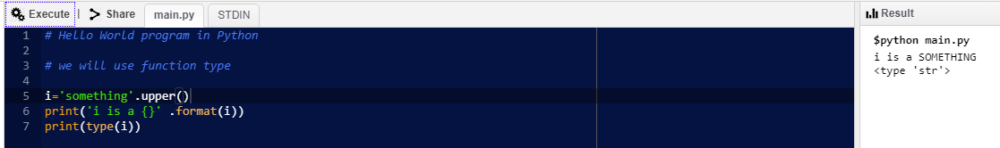 Execute | Share main.py STDIN
1 # Hello World program in Python
2
3 # we will use function type
4
5 i='something'.upper()
6 print('i is a {}' .format(i))
7 print(type(i))
Result
$python main.py
i is a SOMETHING
<type 'str'>